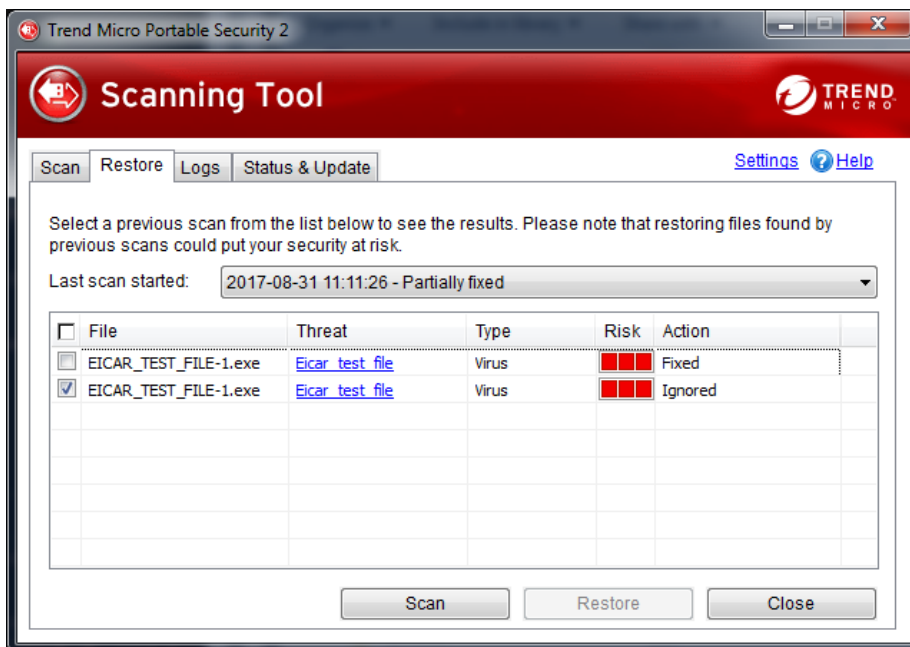 Trend Micro Portable Security 2
Scanning Tool
TREND
MICRO
Scan Restore Logs Status & Update Settings Help
Select a previous scan from the list below to see the results. Please note that restoring files found by
previous scans could put your security at risk.
Last scan started: 2017-08-31 11:11:26 - Partially fixed
File Threat Type Risk Action
EICAR_TEST_FILE-1.exe Eicar_test_file Virus Fixed
EICAR_TEST_FILE-1.exe Eicar_test_file Virus Ignored
Scan Restore Close